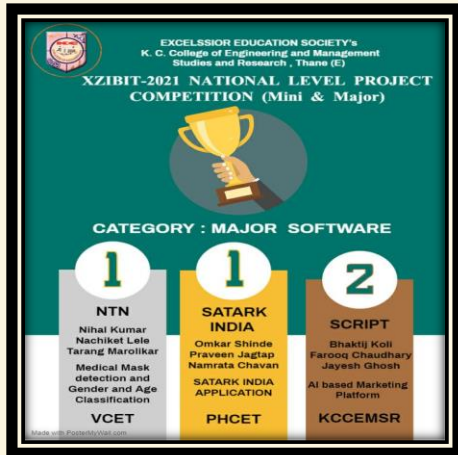 EXCELSSIOR EDUCATION SOCIETY's
K. C. College of Engineering and Management
Studies and Research , Thane (E)
XZIBIT-2021 NATIONAL LEVEL PROJECT
COMPETITION (Mini & Major)
CATEGORY : MAJOR SOFTWARE
1
NTN
Nihal Kumar
Nachiket Lele
Tarang Marolikar
Medical Mask
detection and
Gender and Age
Classification
VCET
1
SATARK
INDIA
Omkar Shinde
Praveen Jagtap
Namrata Chavan
SATARK INDIA
APPLICATION
PHCET
2
SCRIPT
Bhaktij Koli
Farooq Chaudhary
Jayesh Ghosh
AI based Marketing
Platform
KCCEMSR
Made with PosterMyWall.com